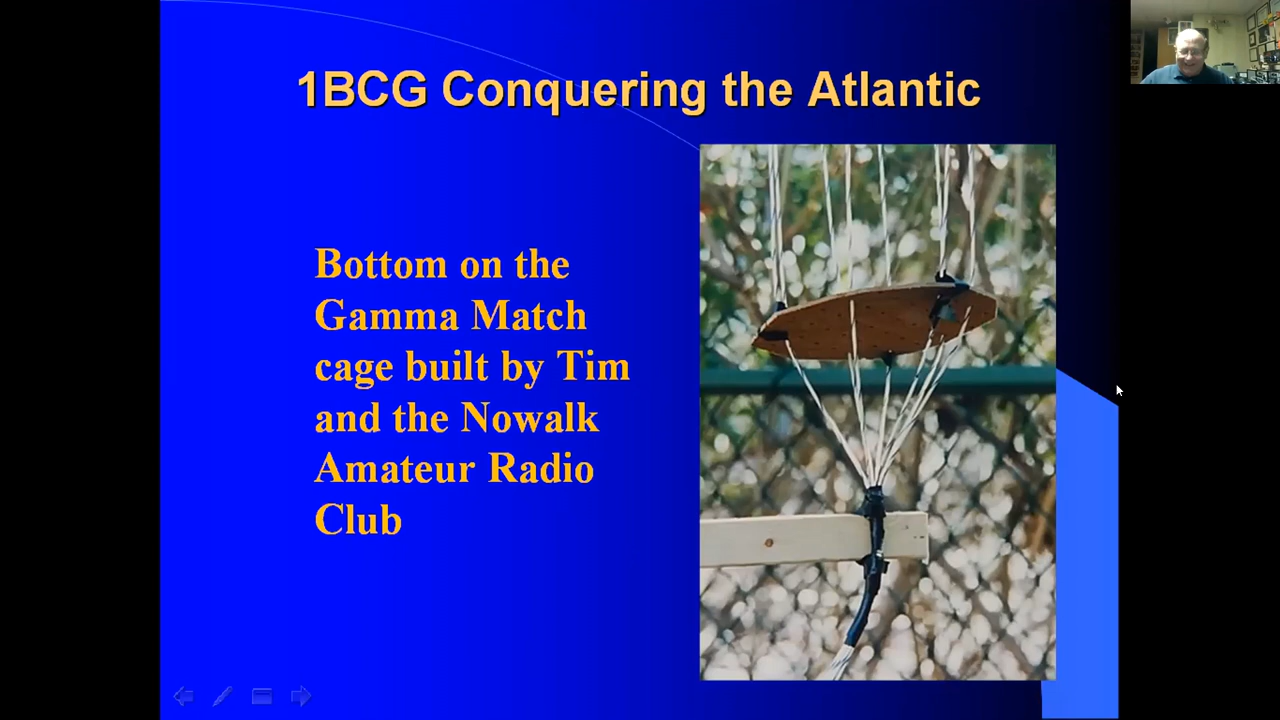 1BCG Conquering the Atlantic
Bottom on the
Gamma Match
cage built by Tim
and the Nowalk
Amateur Radio
Club